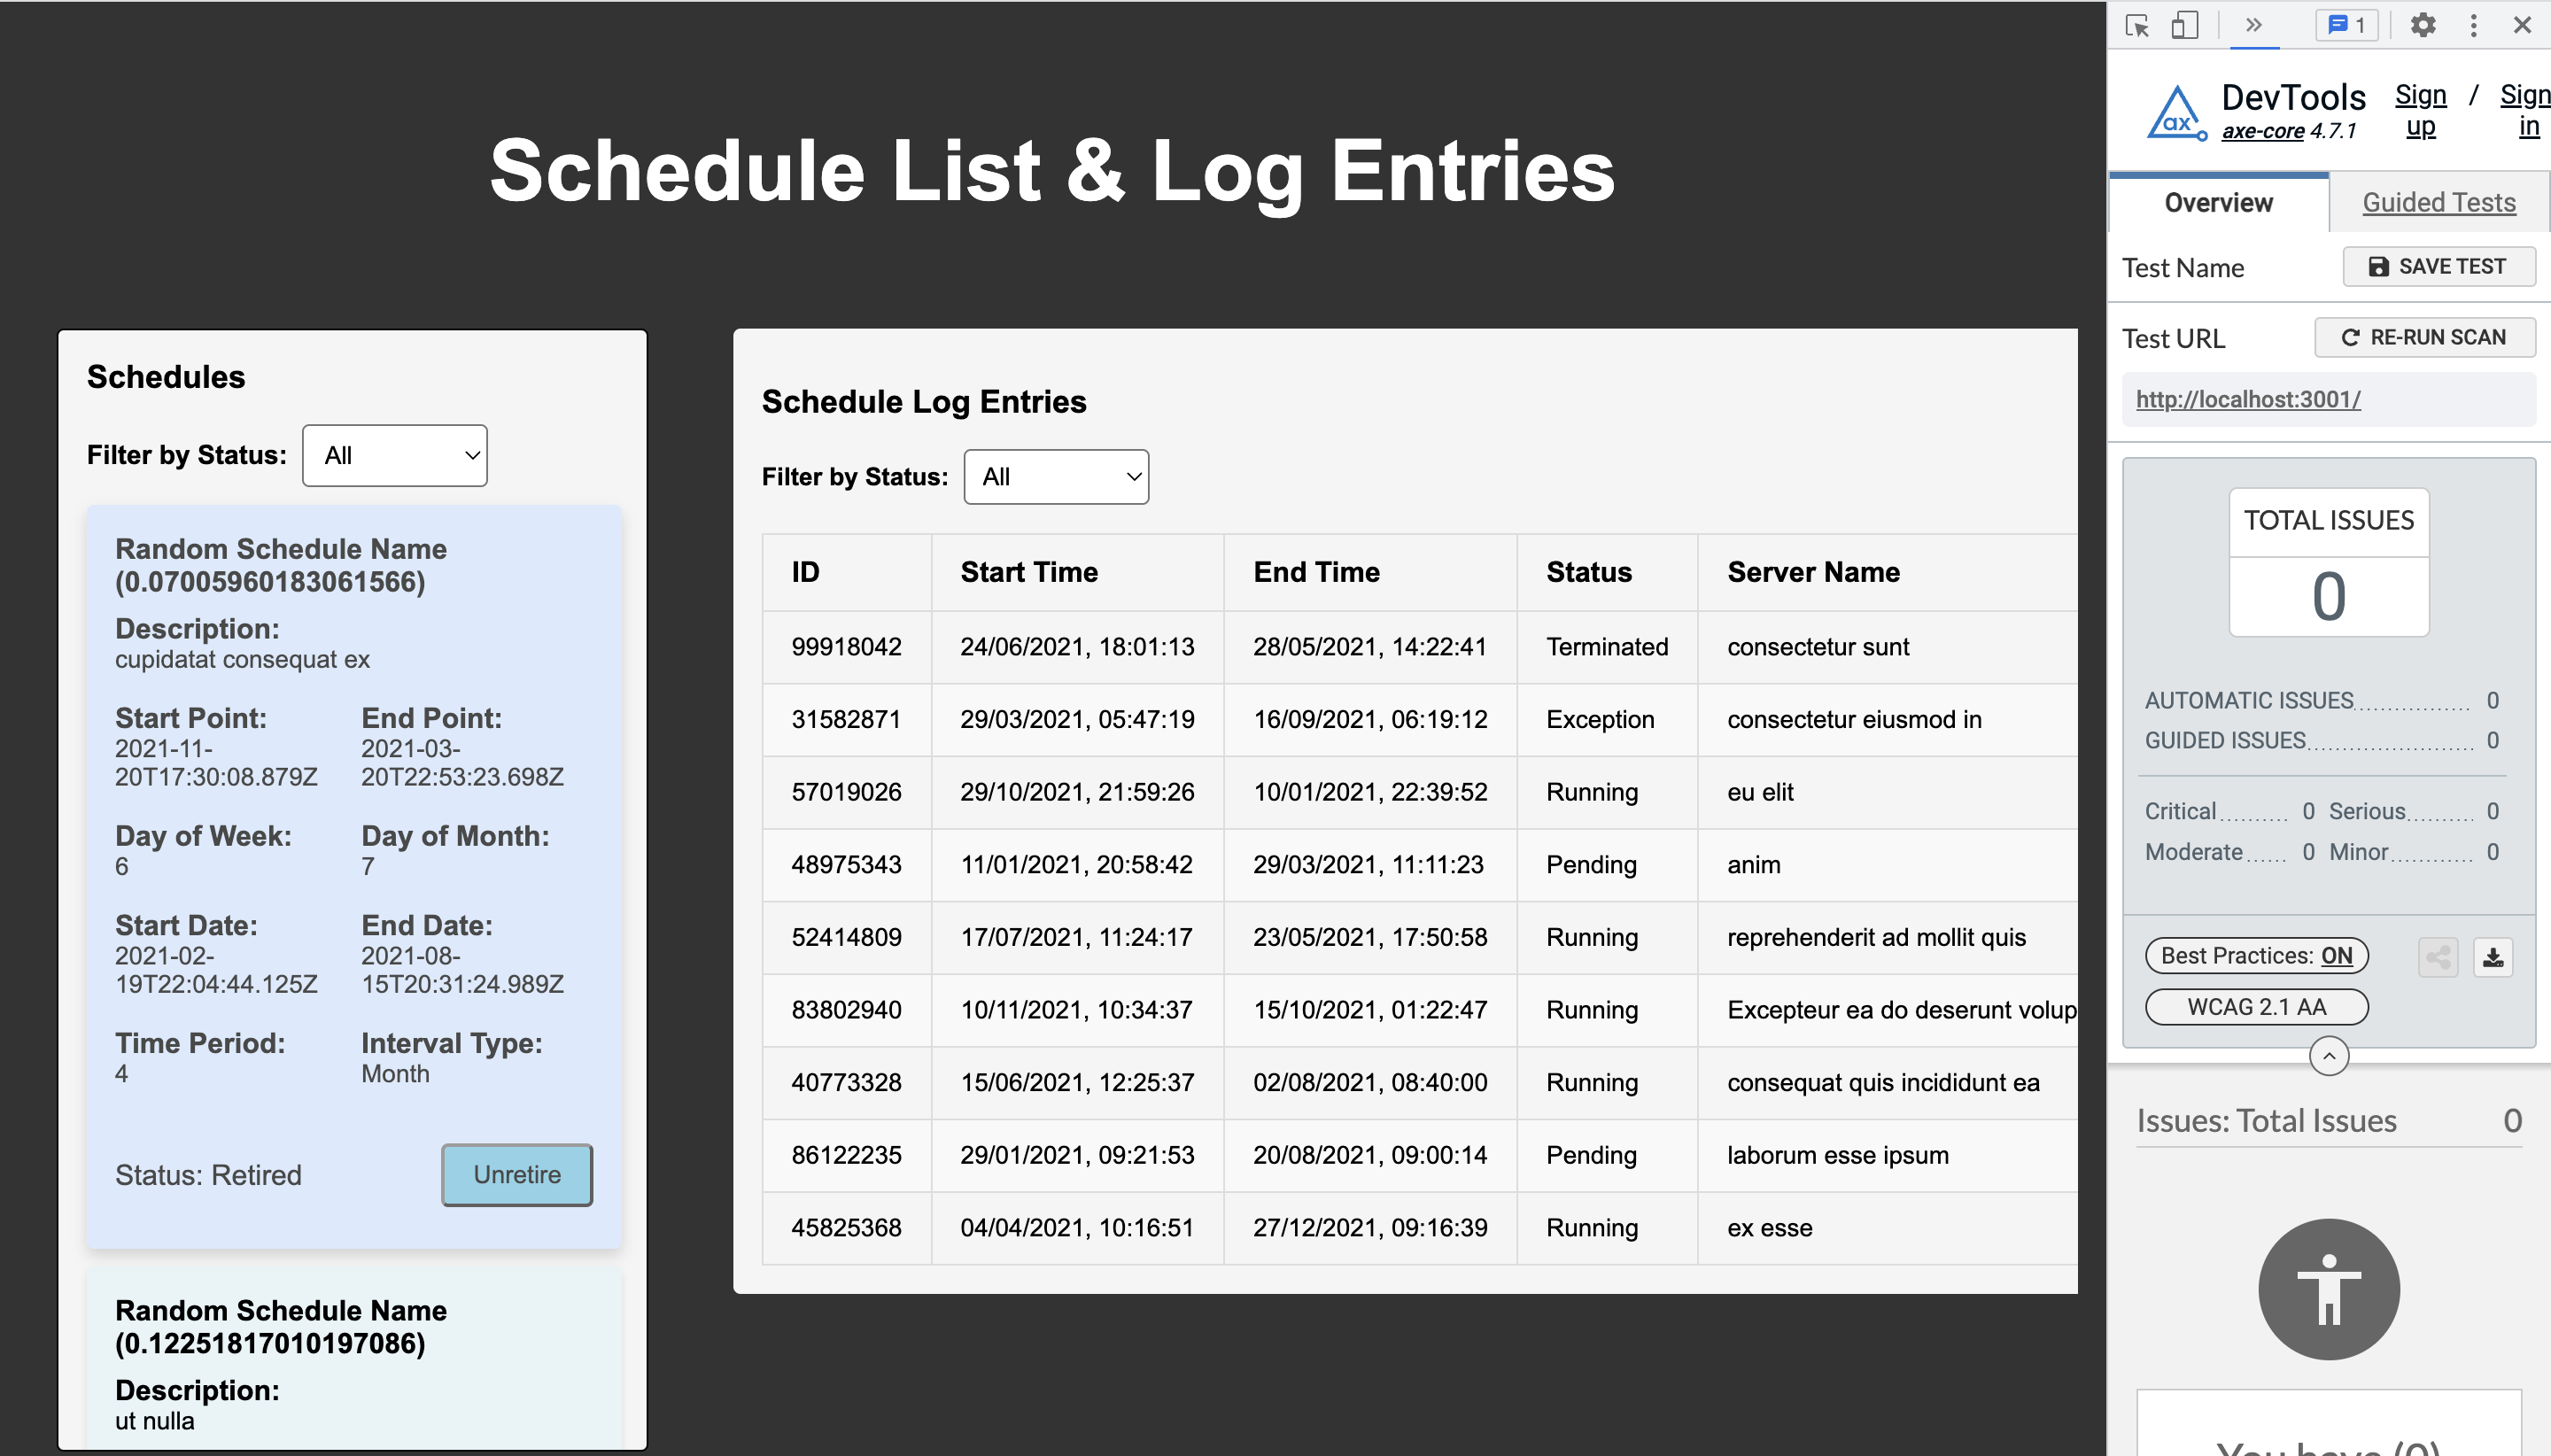 Schedule List & Log Entries
Schedules
Filter by Status: All
Random Schedule Name
(0.07005960183061566)
Description:
cupidatat consequat ex
Start Point: End Point:
2021-11- 2021-03-
20T17:30:08.879Z 20T22:53:23.698Z
Day of Week: Day of Month:
6 7
Start Date: End Date:
2021-02- 2021-08-
19T22:04:44.125Z 15T20:31:24.989Z
Time Period: Interval Type:
4 Month
Status: Retired Unretire
Random Schedule Name
(0.12251817010197086)
Description:
ut nulla
Schedule Log Entries
Filter by Status: All
ID Start Time End Time Status Server Name
99918042 24/06/2021, 18:01:13 28/05/2021, 14:22:41 Terminated consectetur sunt
31582871 29/03/2021, 05:47:19 16/09/2021, 06:19:12 Exception consectetur eiusmod in
57019026 29/10/2021, 21:59:26 10/01/2021, 22:39:52 Running eu elit
48975343 11/01/2021, 20:58:42 29/03/2021, 11:11:23 Pending anim
52414809 17/07/2021, 11:24:17 23/05/2021, 17:50:58 Running reprehenderit ad mollit quis
83802940 10/11/2021, 10:34:37 15/10/2021, 01:22:47 Running Excepteur ea do deserunt volup
40773328 15/06/2021, 12:25:37 02/08/2021, 08:40:00 Running consequat quis incididunt ea
86122235 29/01/2021, 09:21:53 20/08/2021, 09:00:14 Pending laborum esse ipsum
45825368 04/04/2021, 10:16:51 27/12/2021, 09:16:39 Running ex esse
1
ax DevTools
axe-core 4.7.1
Sign up / Sign in
Overview Guided Tests
Test Name SAVE TEST
Test URL RE-RUN SCAN
http://localhost:3001/
TOTAL ISSUES
0
AUTOMATIC ISSUES 0
GUIDED ISSUES 0
Critical 0 Serious 0
Moderate 0 Minor 0
Best Practices: ON
WCAG 2.1 AA
Issues: Total Issues 0
You have (0)